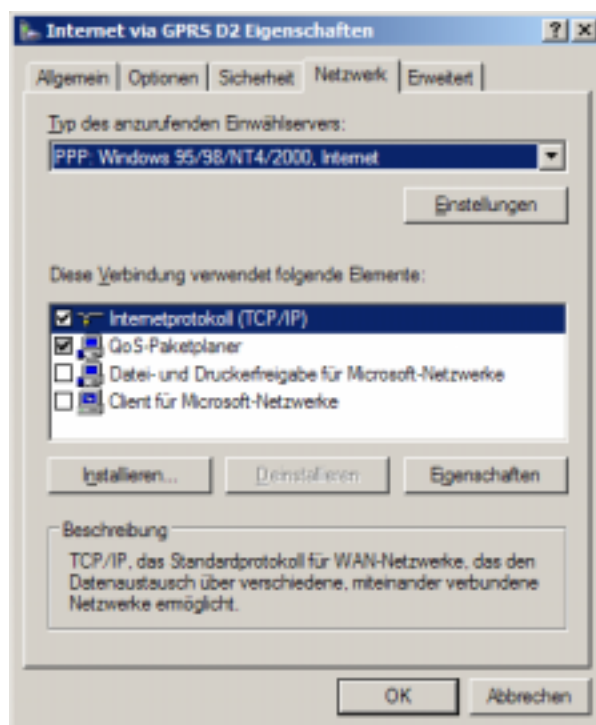 Internet via GPRS D2 Eigenschaften
Allgemein Optionen Sicherheit Netzwerk Erweitert
Typ des anzurufenden Einwählservers:
PPP: Windows 95/98/NT4/2000, Internet
Einstellungen
Diese Verbindung verwendet folgende Elemente:
Internetprotokoll (TCP/IP)
QoS-Paketplaner
Datei- und Druckerfreigabe für Microsoft-Netzwerke
Client für Microsoft-Netzwerke
Installieren... Deinstallieren Eigenschaften
Beschreibung
TCP/IP, das Standardprotokoll für WAN-Netzwerke, das den
Datenaustausch über verschiedene, miteinander verbundene
Netzwerke ermöglicht.
OK Abbrechen